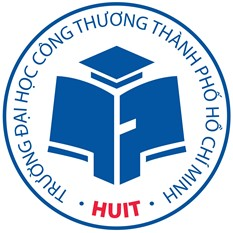 TRƯỜNG ĐẠI HỌC CÔNG THƯƠNG THÀNH PHỐ HỒ CHÍ MINH
· HUIT ·